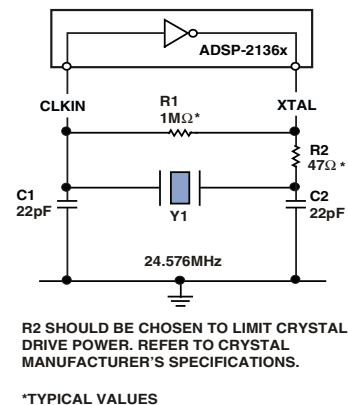 ADSP-2136x
CLKIN
XTAL
R1
1MΩ*
R2
47Ω *
C1
22pF
Y1
C2
22pF
24.576MHz
R2 SHOULD BE CHOSEN TO LIMIT CRYSTAL
DRIVE POWER. REFER TO CRYSTAL
MANUFACTURER'S SPECIFICATIONS.
*TYPICAL VALUES